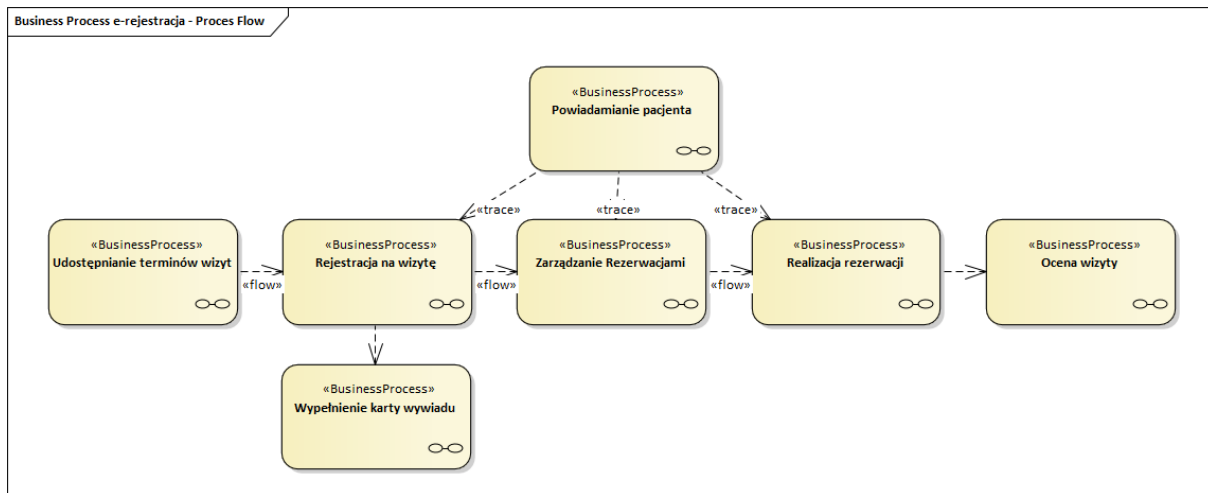 Business Process e-rejestracja - Proces Flow
«BusinessProcess»
Powiadamianie pacjenta
«trace»
«trace»
«trace»
«BusinessProcess»
Udostępnianie terminów wizyt
«flow»
«BusinessProcess»
Rejestracja na wizytę
«flow»
«BusinessProcess»
Zarządzanie Rezerwacjami
«flow»
«BusinessProcess»
Realizacja rezerwacji
«BusinessProcess»
Ocena wizyty
«BusinessProcess»
Wypełnienie karty wywiadu